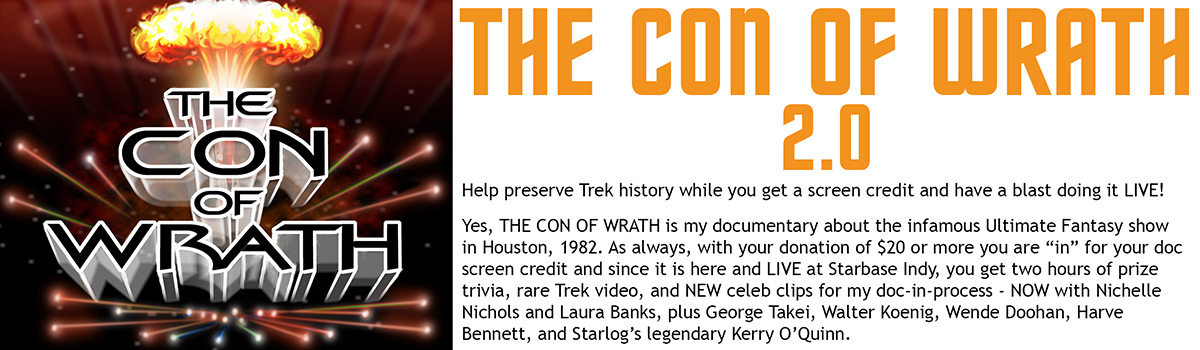 THE
CON
OF
WRATH
THE CON OF WRATH
2.0
Help preserve Trek history while you get a screen credit and have a blast doing it LIVE!
Yes, THE CON OF WRATH is my documentary about the infamous Ultimate Fantasy show
in Houston, 1982. As always, with your donation of $20 or more you are “in” for your doc
screen credit and since it is here and LIVE at Starbase Indy, you get two hours of prize
trivia, rare Trek video, and NEW celeb clips for my doc-in-process - NOW with Nichelle
Nichols and Laura Banks, plus George Takei, Walter Koenig, Wende Doohan, Harve
Bennett, and Starlog’s legendary Kerry O’Quinn.